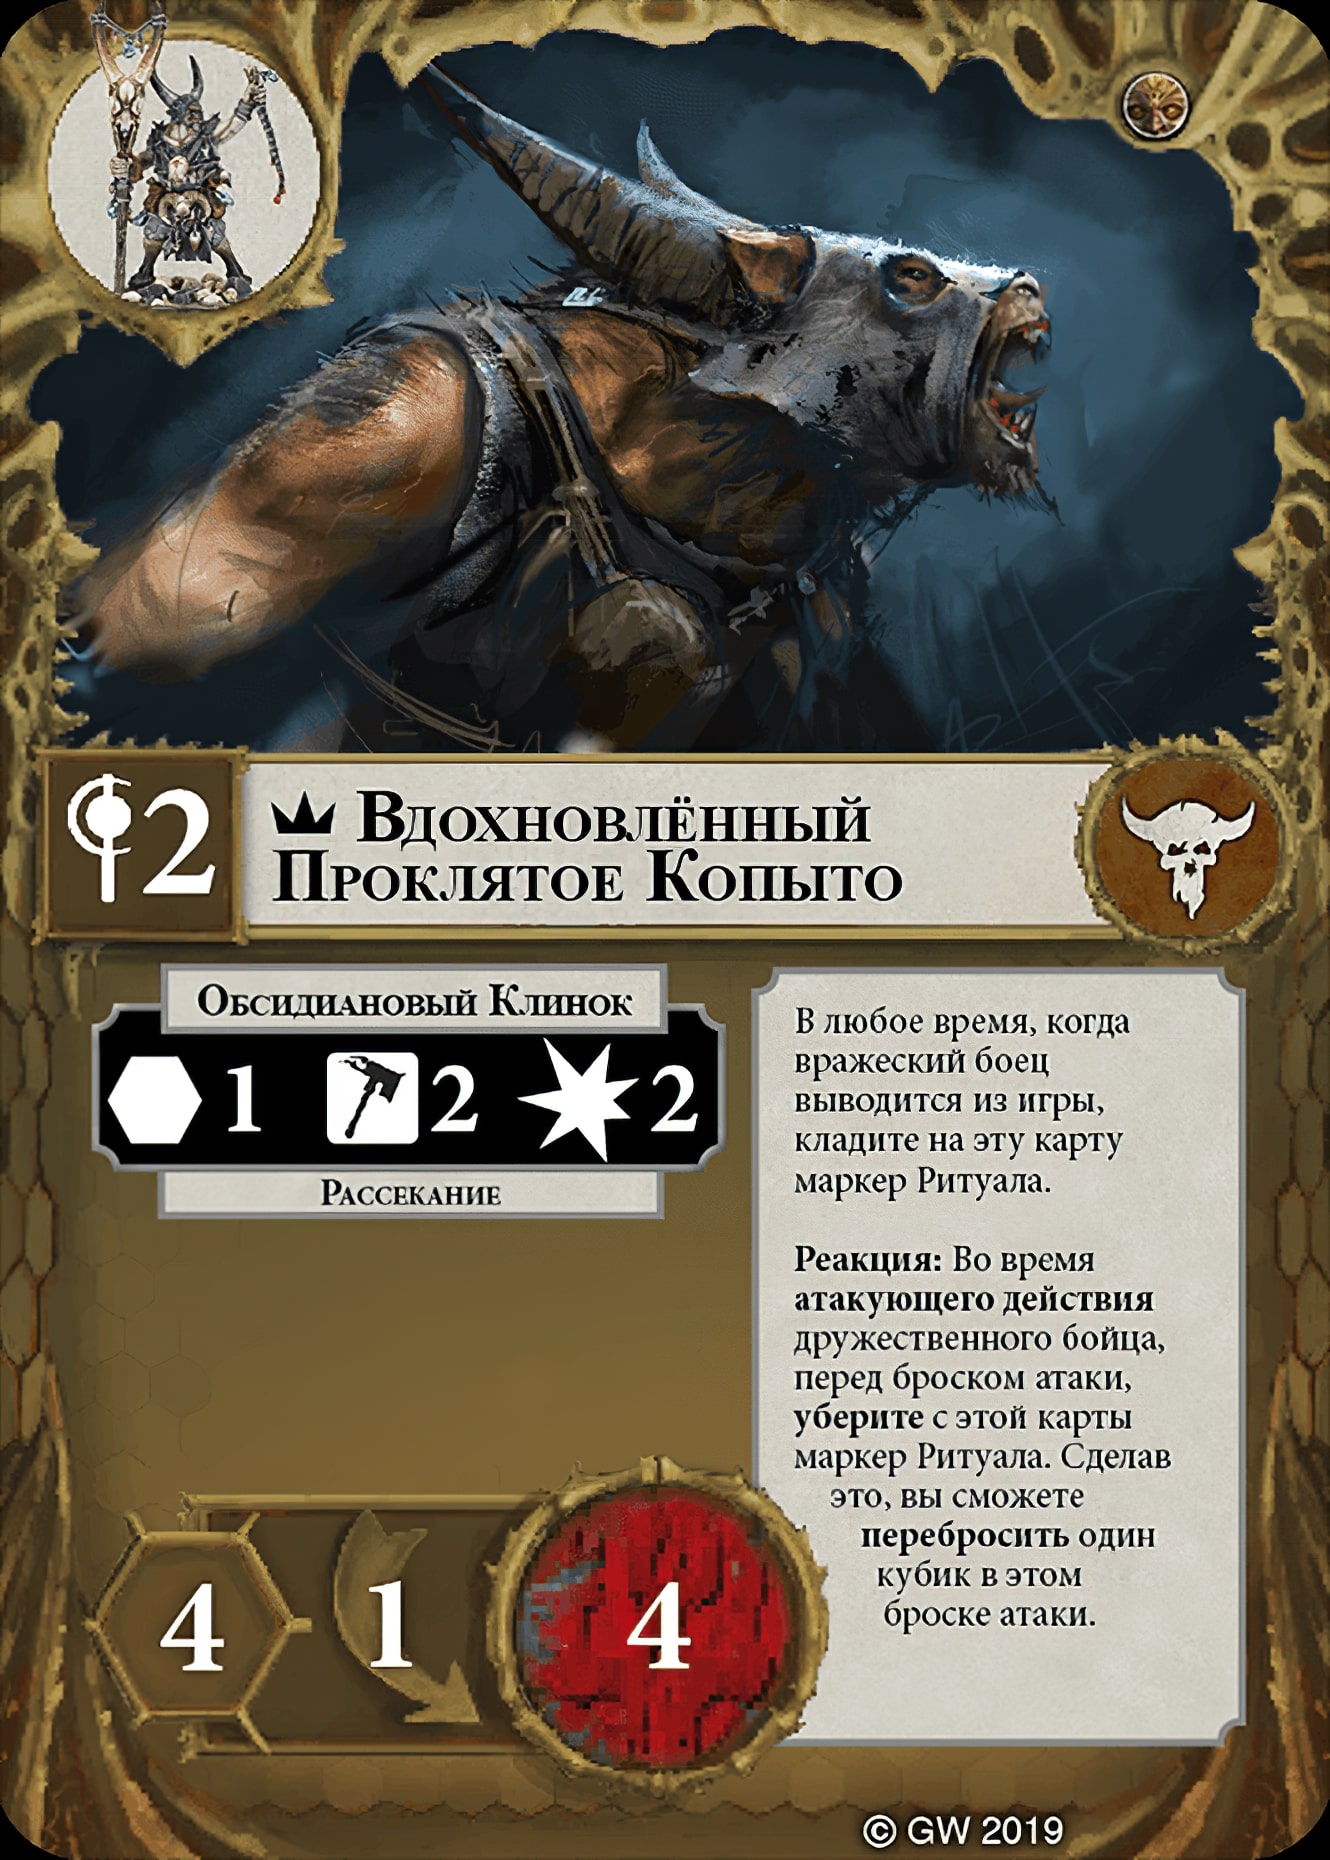 2
Вдохновлённый
Проклятое Копыто
Обсидиановый Клинок
1 2 2
Рассекание
В любое время, когда
вражеский боец
выводится из игры,
кладите на эту карту
маркер Ритуала.
Реакция: Во время
атакующего действия
дружественного бойца,
перед броском атаки,
уберите с этой карты
маркер Ритуала. Сделав
это, вы сможете
перебросить один
кубик в этом
броске атаки.
4 1 4
© GW 2019